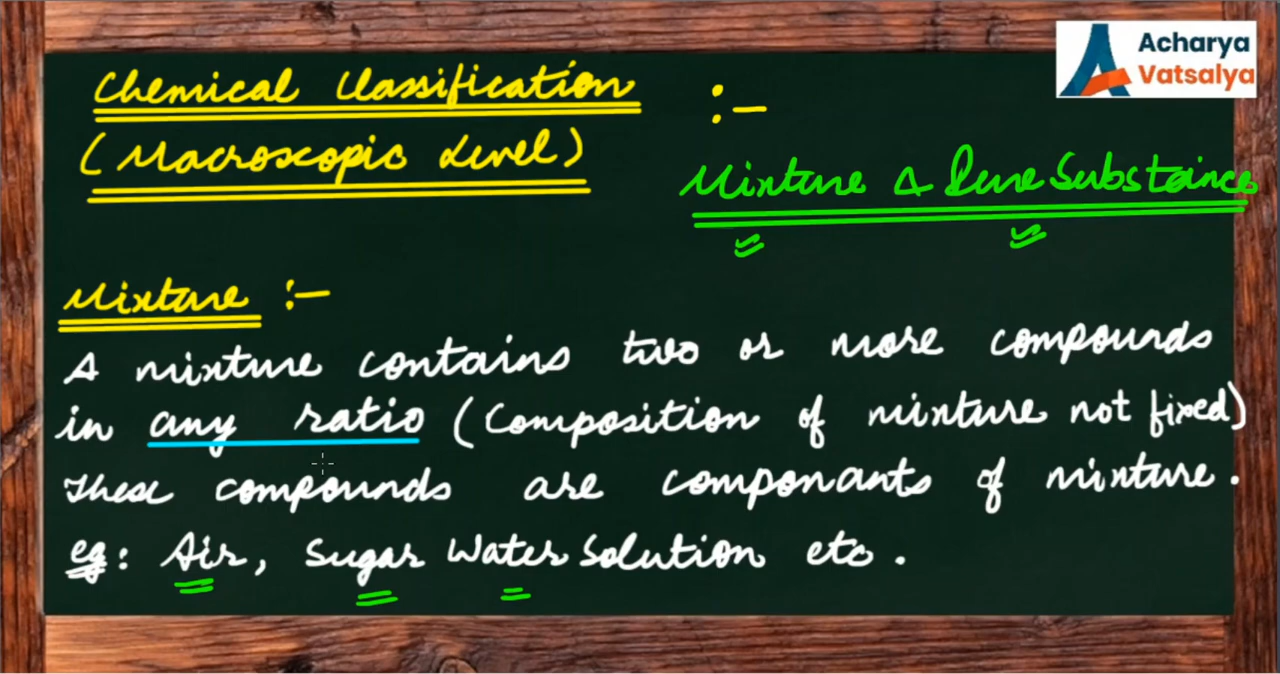 Acharya
Vatsalya
Chemical Classification :-
(Macroscopic Level)
Mixture & Pure Substance
Mixture :-
A mixture contains two or more compounds
in any ratio (Composition of mixture not fixed)
These compounds are componants of mixture.
eg: Air, Sugar Water Solution etc.